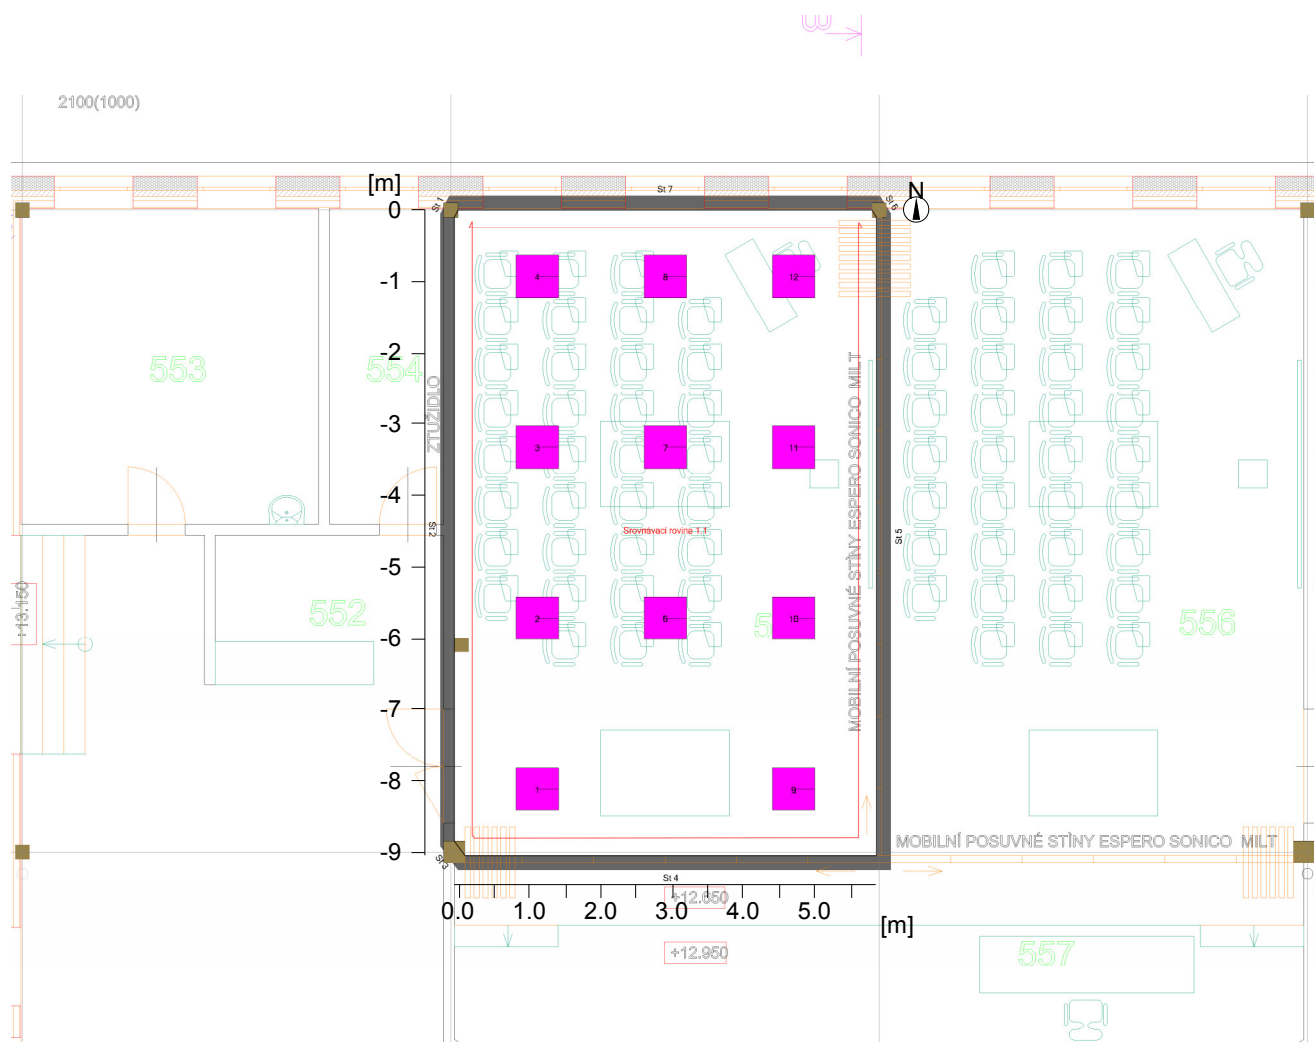 2100(1000)
[m]
St 7
St 1
St 6
N
0
-1
-2
-3
-4
-5
-6
-7
-8
-9
4
8
12
3
7
11
2
6
10
1
9
553
554
552
556
557
ZTUŽIDLO
St 2
Srovnávací rovina 1.1
MOBILNÍ POSUVNÉ STÌNY ESPERO SONICO MILT
St 5
+13.150
MOBILNÍ POSUVNÉ STÌNY ESPERO SONICO MILT
St 3
St 4
0.0 1.0 2.0 3.0 4.0 5.0
[m]
+12.050
+12.950